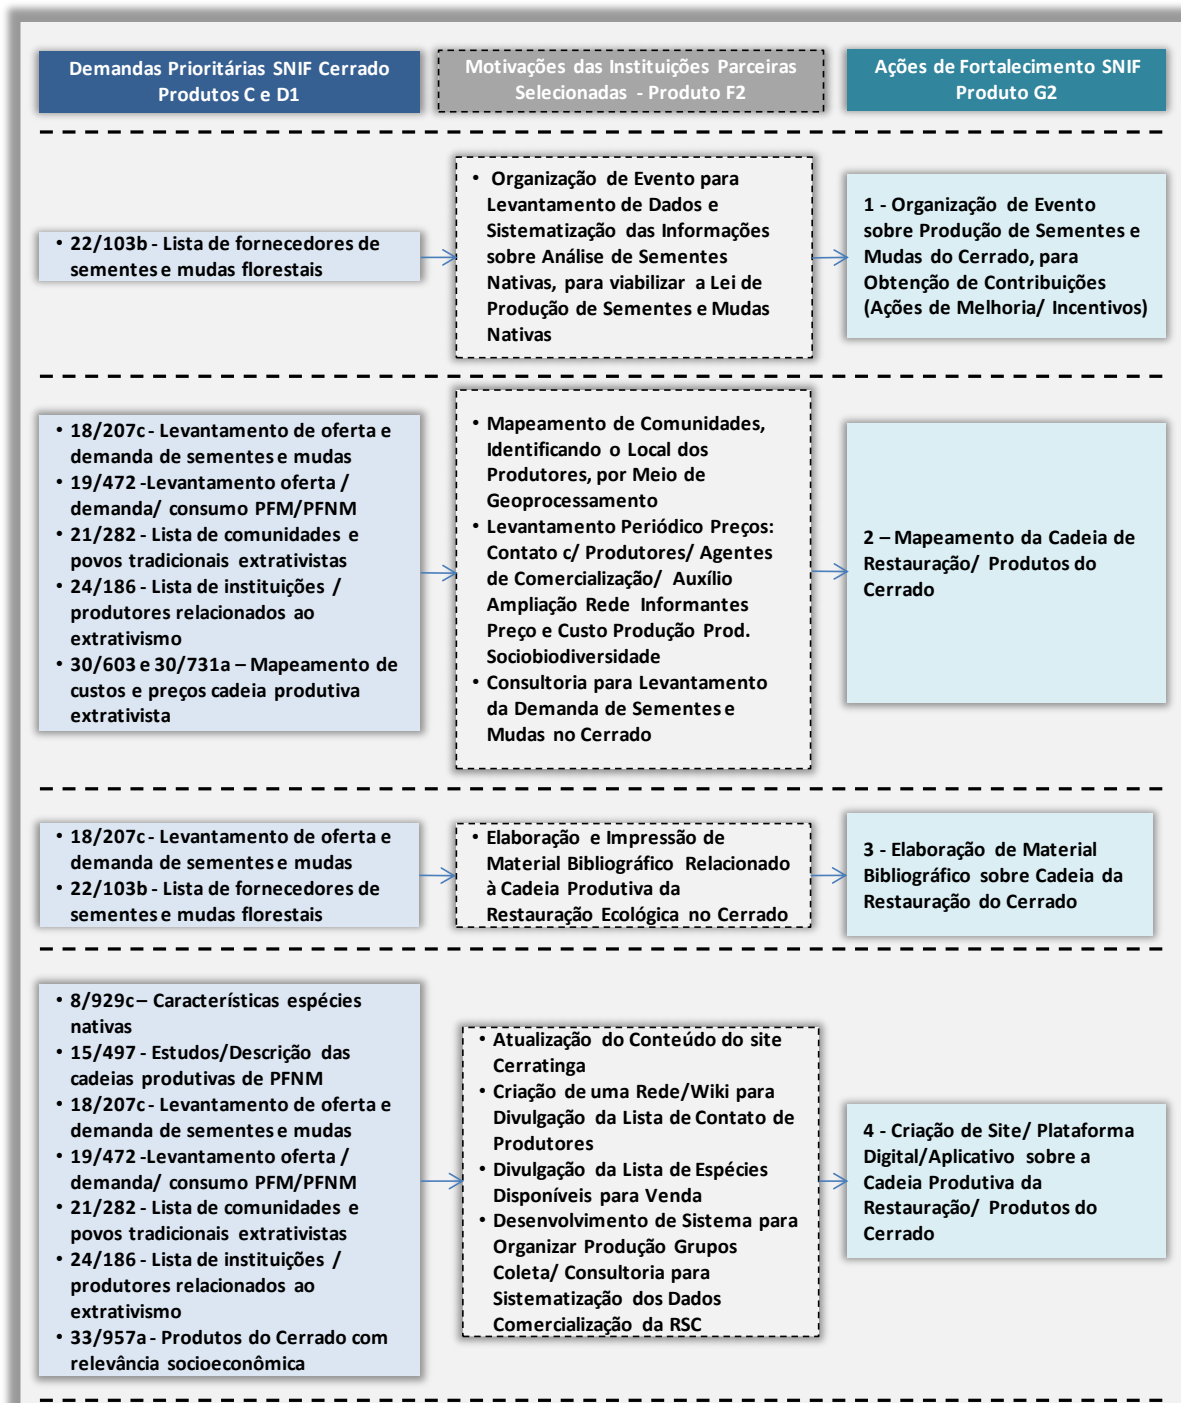 Demandas Prioritárias SNIF Cerrado
Produtos C e D1
Motivações das Instituições Parceiras
Selecionadas - Produto F2
Ações de Fortalecimento SNIF
Produto G2
• 22/103b - Lista de fornecedores de
sementes e mudas florestais
• Organização de Evento para
Levantamento de Dados e
Sistematização das Informações
sobre Análise de Sementes
Nativas, para viabilizar a Lei de
Produção de Sementes e Mudas
Nativas
1 - Organização de Evento
sobre Produção de Sementes e
Mudas do Cerrado, para
Obtenção de Contribuições
(Ações de Melhoria/ Incentivos)
• 18/207c - Levantamento de oferta e
demanda de sementes e mudas
• 19/472 -Levantamento oferta /
demanda/ consumo PFM/PFNM
• 21/282 - Lista de comunidades e
povos tradicionais extrativistas
• 24/186 - Lista de instituições /
produtores relacionados ao
extrativismo
• 30/603 e 30/731a – Mapeamento de
custos e preços cadeia produtiva
extrativista
• Mapeamento de Comunidades,
Identificando o Local dos
Produtores, por Meio de
Geoprocessamento
• Levantamento Periódico Preços:
Contato c/ Produtores/ Agentes
de Comercialização/ Auxílio
Ampliação Rede Informantes
Preço e Custo Produção Prod.
Sociobiodiversidade
• Consultoria para Levantamento
da Demanda de Sementes e
Mudas no Cerrado
2 – Mapeamento da Cadeia de
Restauração/ Produtos do
Cerrado
• 18/207c - Levantamento de oferta e
demanda de sementes e mudas
• 22/103b - Lista de fornecedores de
sementes e mudas florestais
• Elaboração e Impressão de
Material Bibliográfico Relacionado
à Cadeia Produtiva da
Restauração Ecológica no Cerrado
3 - Elaboração de Material
Bibliográfico sobre Cadeia da
Restauração do Cerrado
• 8/929c – Características espécies
nativas
• 15/497 - Estudos/Descrição das
cadeias produtivas de PFNM
• 18/207c - Levantamento de oferta e
demanda de sementes e mudas
• 19/472 -Levantamento oferta /
demanda/ consumo PFM/PFNM
• 21/282 - Lista de comunidades e
povos tradicionais extrativistas
• 24/186 - Lista de instituições /
produtores relacionados ao
extrativismo
• 33/957a - Produtos do Cerrado com
relevância socioeconômica
• Atualização do Conteúdo do site
Cerratinga
• Criação de uma Rede/Wiki para
Divulgação da Lista de Contato de
Produtores
• Divulgação da Lista de Espécies
Disponíveis para Venda
• Desenvolvimento de Sistema para
Organizar Produção Grupos
Coleta/ Consultoria para
Sistematização dos Dados
Comercialização da RSC
4 - Criação de Site/ Plataforma
Digital/Aplicativo sobre a
Cadeia Produtiva da
Restauração/ Produtos do
Cerrado